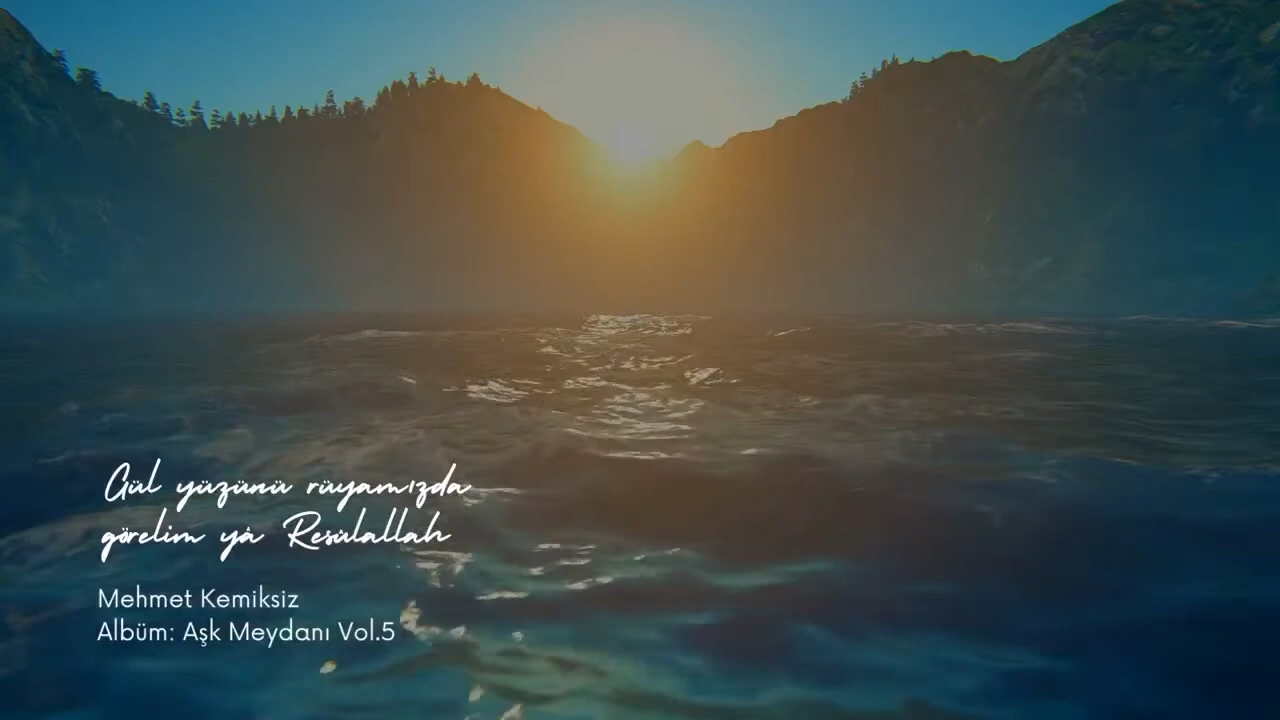 Gül yüzünü rüyamızda
görelim yâ Resûlallah
Mehmet Kemiksiz
Albüm: Aşk Meydanı Vol.5